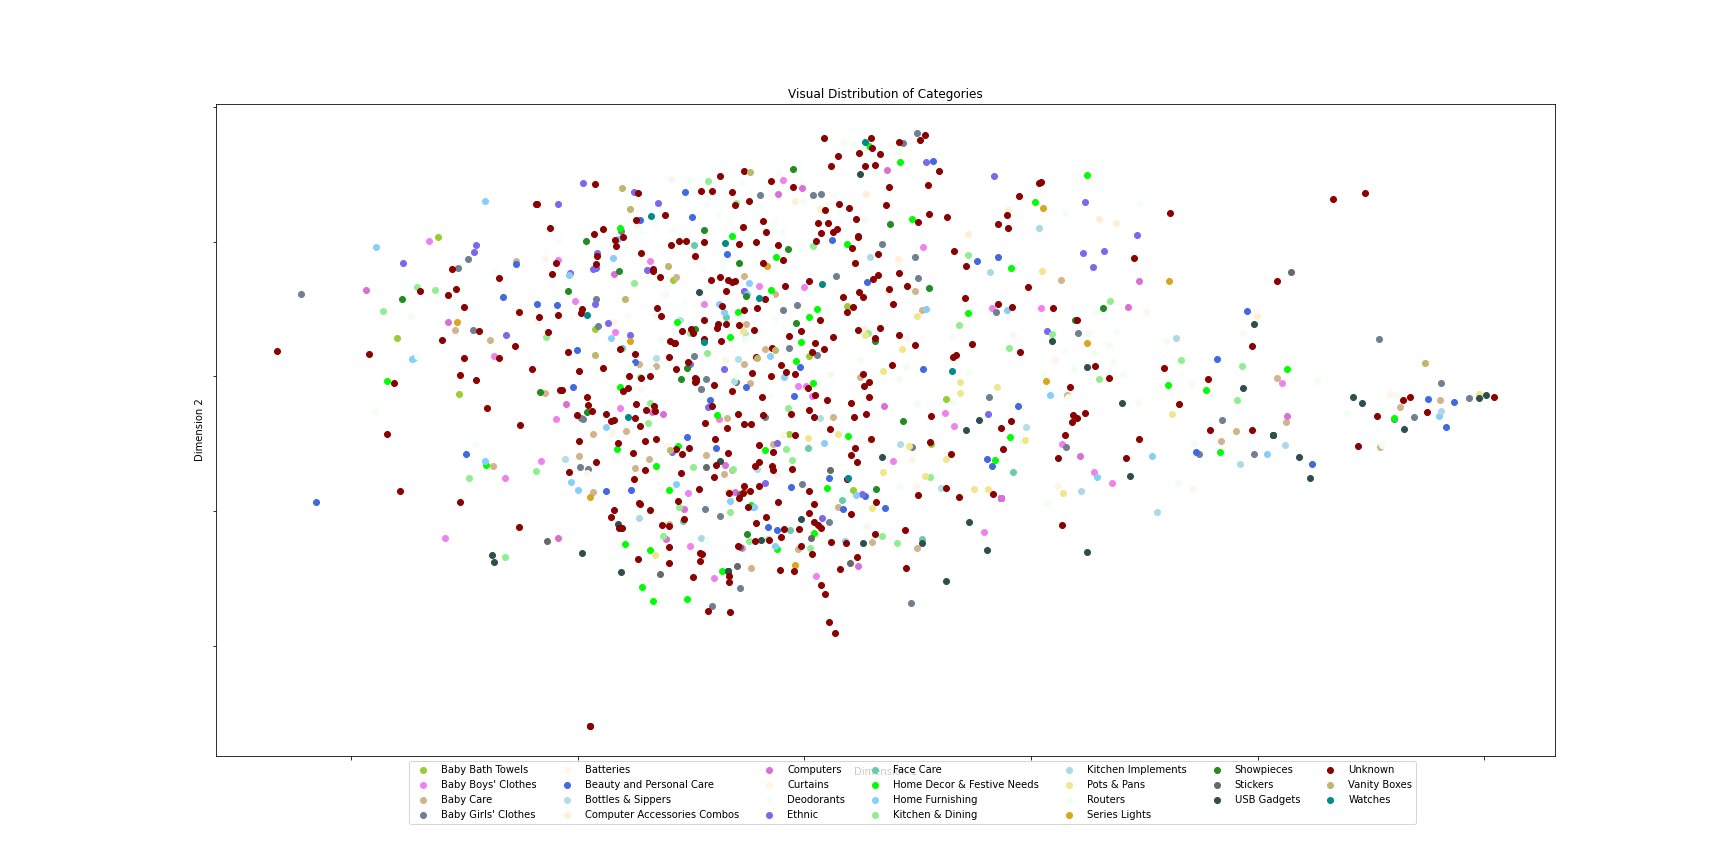 Visual Distribution of Categories
Dimension 2
Dimension
Baby Bath Towels
Baby Boys' Clothes
Baby Care
Baby Girls' Clothes
Batteries
Beauty and Personal Care
Bottles & Sippers
Computer Accessories Combos
Computers
Curtains
Deodorants
Ethnic
Face Care
Home Decor & Festive Needs
Home Furnishing
Kitchen & Dining
Kitchen Implements
Pots & Pans
Routers
Series Lights
Showpieces
Stickers
USB Gadgets
Unknown
Vanity Boxes
Watches